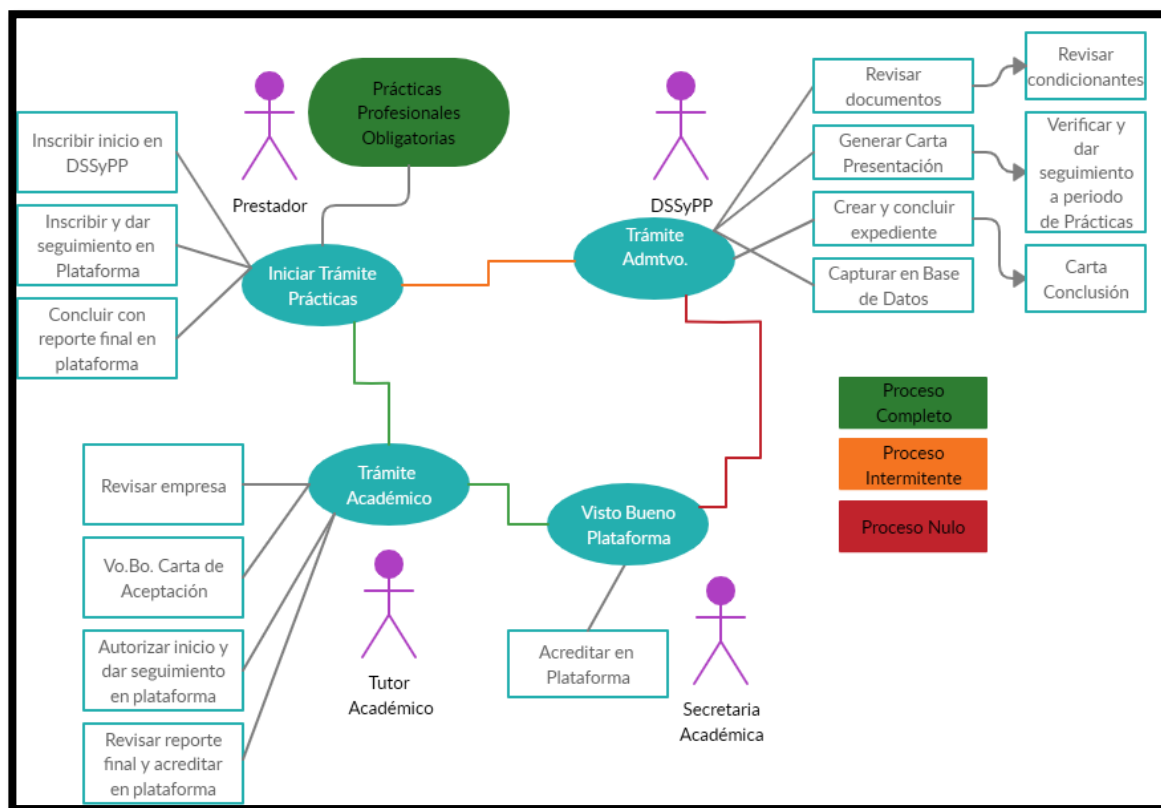 Prácticas
Profesionales
Obligatorias
Prestador
Inscribir inicio en
DSSyPP
Inscribir y dar
seguimiento en
Plataforma
Concluir con
reporte final en
plataforma
Iniciar Trámite
Prácticas
DSSyPP
Trámite
Admtvo.
Revisar
documentos
Generar Carta
Presentación
Crear y concluir
expediente
Capturar en Base
de Datos
Revisar
condicionantes
Verificar y
dar
seguimiento
a periodo
de Prácticas
Carta
Conclusión
Proceso
Completo
Proceso
Intermitente
Proceso Nulo
Trámite
Académico
Revisar empresa
Vo.Bo. Carta de
Aceptación
Autorizar inicio y
dar seguimiento
en plataforma
Revisar reporte
final y acreditar
en plataforma
Tutor
Académico
Visto Bueno
Plataforma
Acreditar en
Plataforma
Secretaria
Académica